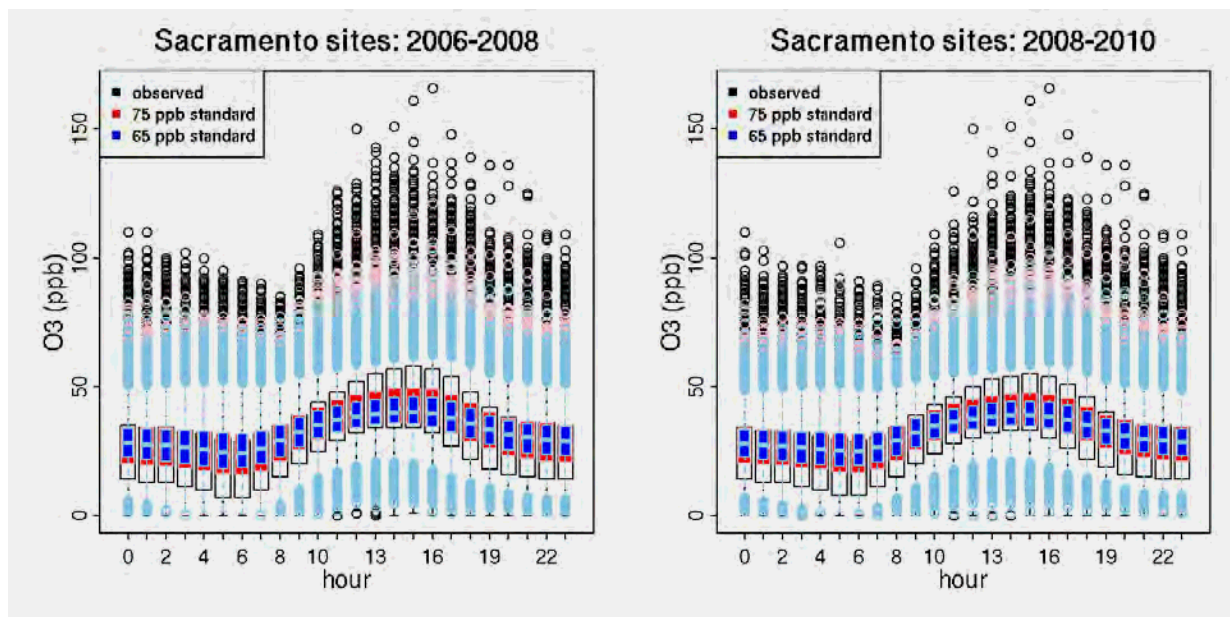 Sacramento sites: 2006-2008
observed
75 ppb standard
65 ppb standard
O3 (ppb)
150
100
50
0
0 2 4 6 8 10 13 16 19 22
hour
Sacramento sites: 2008-2010
observed
75 ppb standard
65 ppb standard
O3 (ppb)
150
100
50
0
0 2 4 6 8 10 13 16 19 22
hour